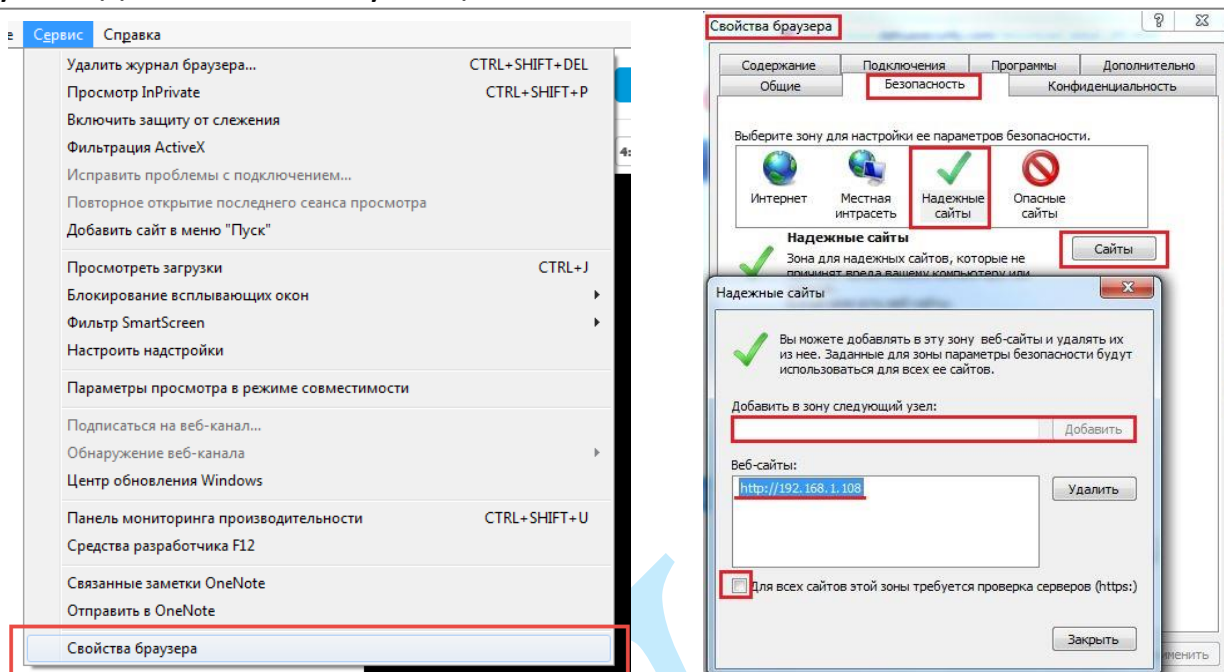 Сервис Справка
Удалить журнал браузера... CTRL+SHIFT+DEL
Просмотр InPrivate CTRL+SHIFT+P
Включить защиту от слежения
Фильтрация ActiveX
Исправить проблемы с подключением...
Повторное открытие последнего сеанса просмотра
Добавить сайт в меню "Пуск"
Просмотреть загрузки CTRL+J
Блокирование всплывающих окон
Фильтр SmartScreen
Настроить надстройки
Параметры просмотра в режиме совместимости
Подписаться на веб-канал...
Обнаружение веб-канала
Центр обновления Windows
Панель мониторинга производительности CTRL+SHIFT+U
Средства разработчика F12
Связанные заметки OneNote
Отправить в OneNote
Свойства браузера
Свойства браузера
Содержание Подключения Программы Дополнительно
Общие Безопасность Конфиденциальность
Выберите зону для настройки ее параметров безопасности.
Интернет Местная интрасеть Надежные сайты Опасные сайты
Надежные сайты
Сайты
Зона для надежных сайтов, которые не
причинят вреда вашему компьютеру или
Надежные сайты
Вы можете добавлять в эту зону веб-сайты и удалять их
из нее. Заданные для зоны параметры безопасности будут
использоваться для всех ее сайтов.
Добавить в зону следующий узел:
Добавить
Веб-сайты:
http://192.168.1.108
Удалить
Для всех сайтов этой зоны требуется проверка серверов (https:)
Закрыть